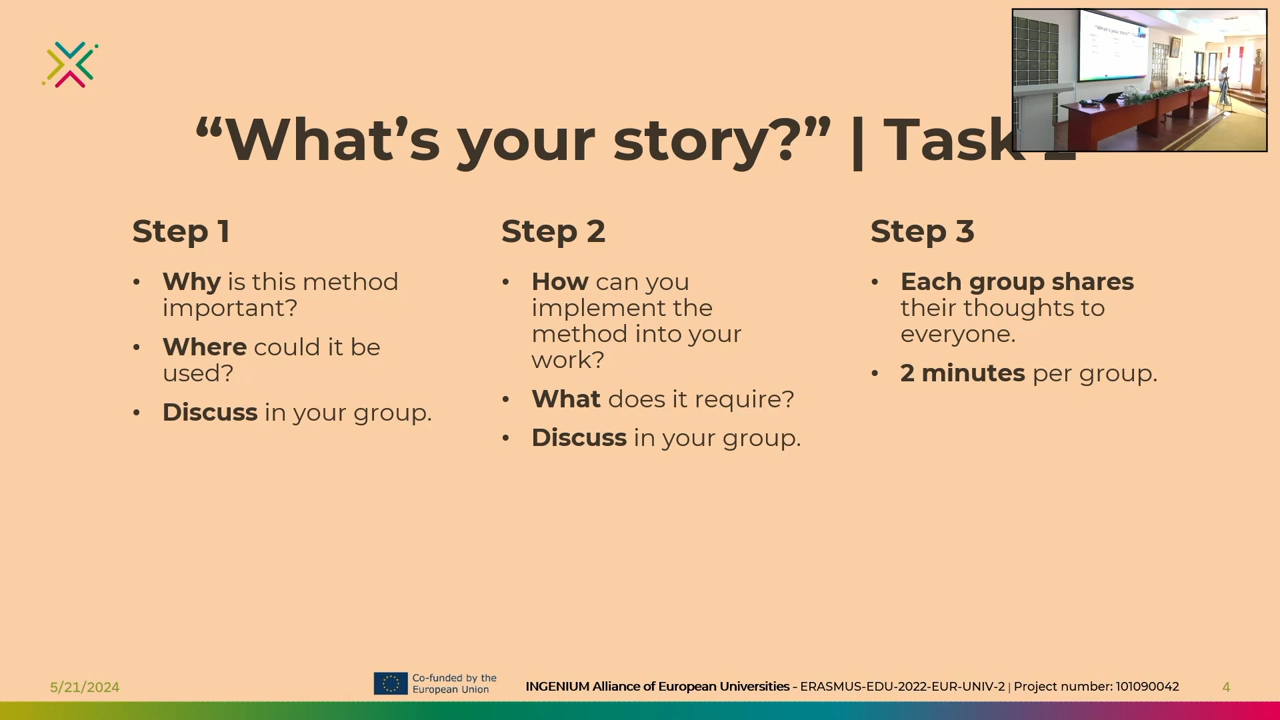 “What’s your story?” | Task
Step 1
• Why is this method
important?
• Where could it be
used?
• Discuss in your group.
Step 2
• How can you
implement the
method into your
work?
• What does it require?
• Discuss in your group.
Step 3
• Each group shares
their thoughts to
everyone.
• 2 minutes per group.
5/21/2024
Co-funded by the
European Union
INGENIUM Alliance of European Universities - ERASMUS-EDU-2022-EUR-UNIV-2 | Project number: 101090042
4